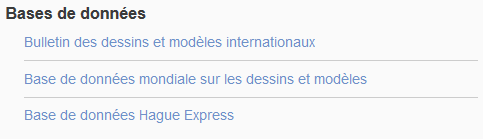 Bases de données
Bulletin des dessins et modèles internationaux
Base de données mondiale sur les dessins et modèles
Base de données Hague Express